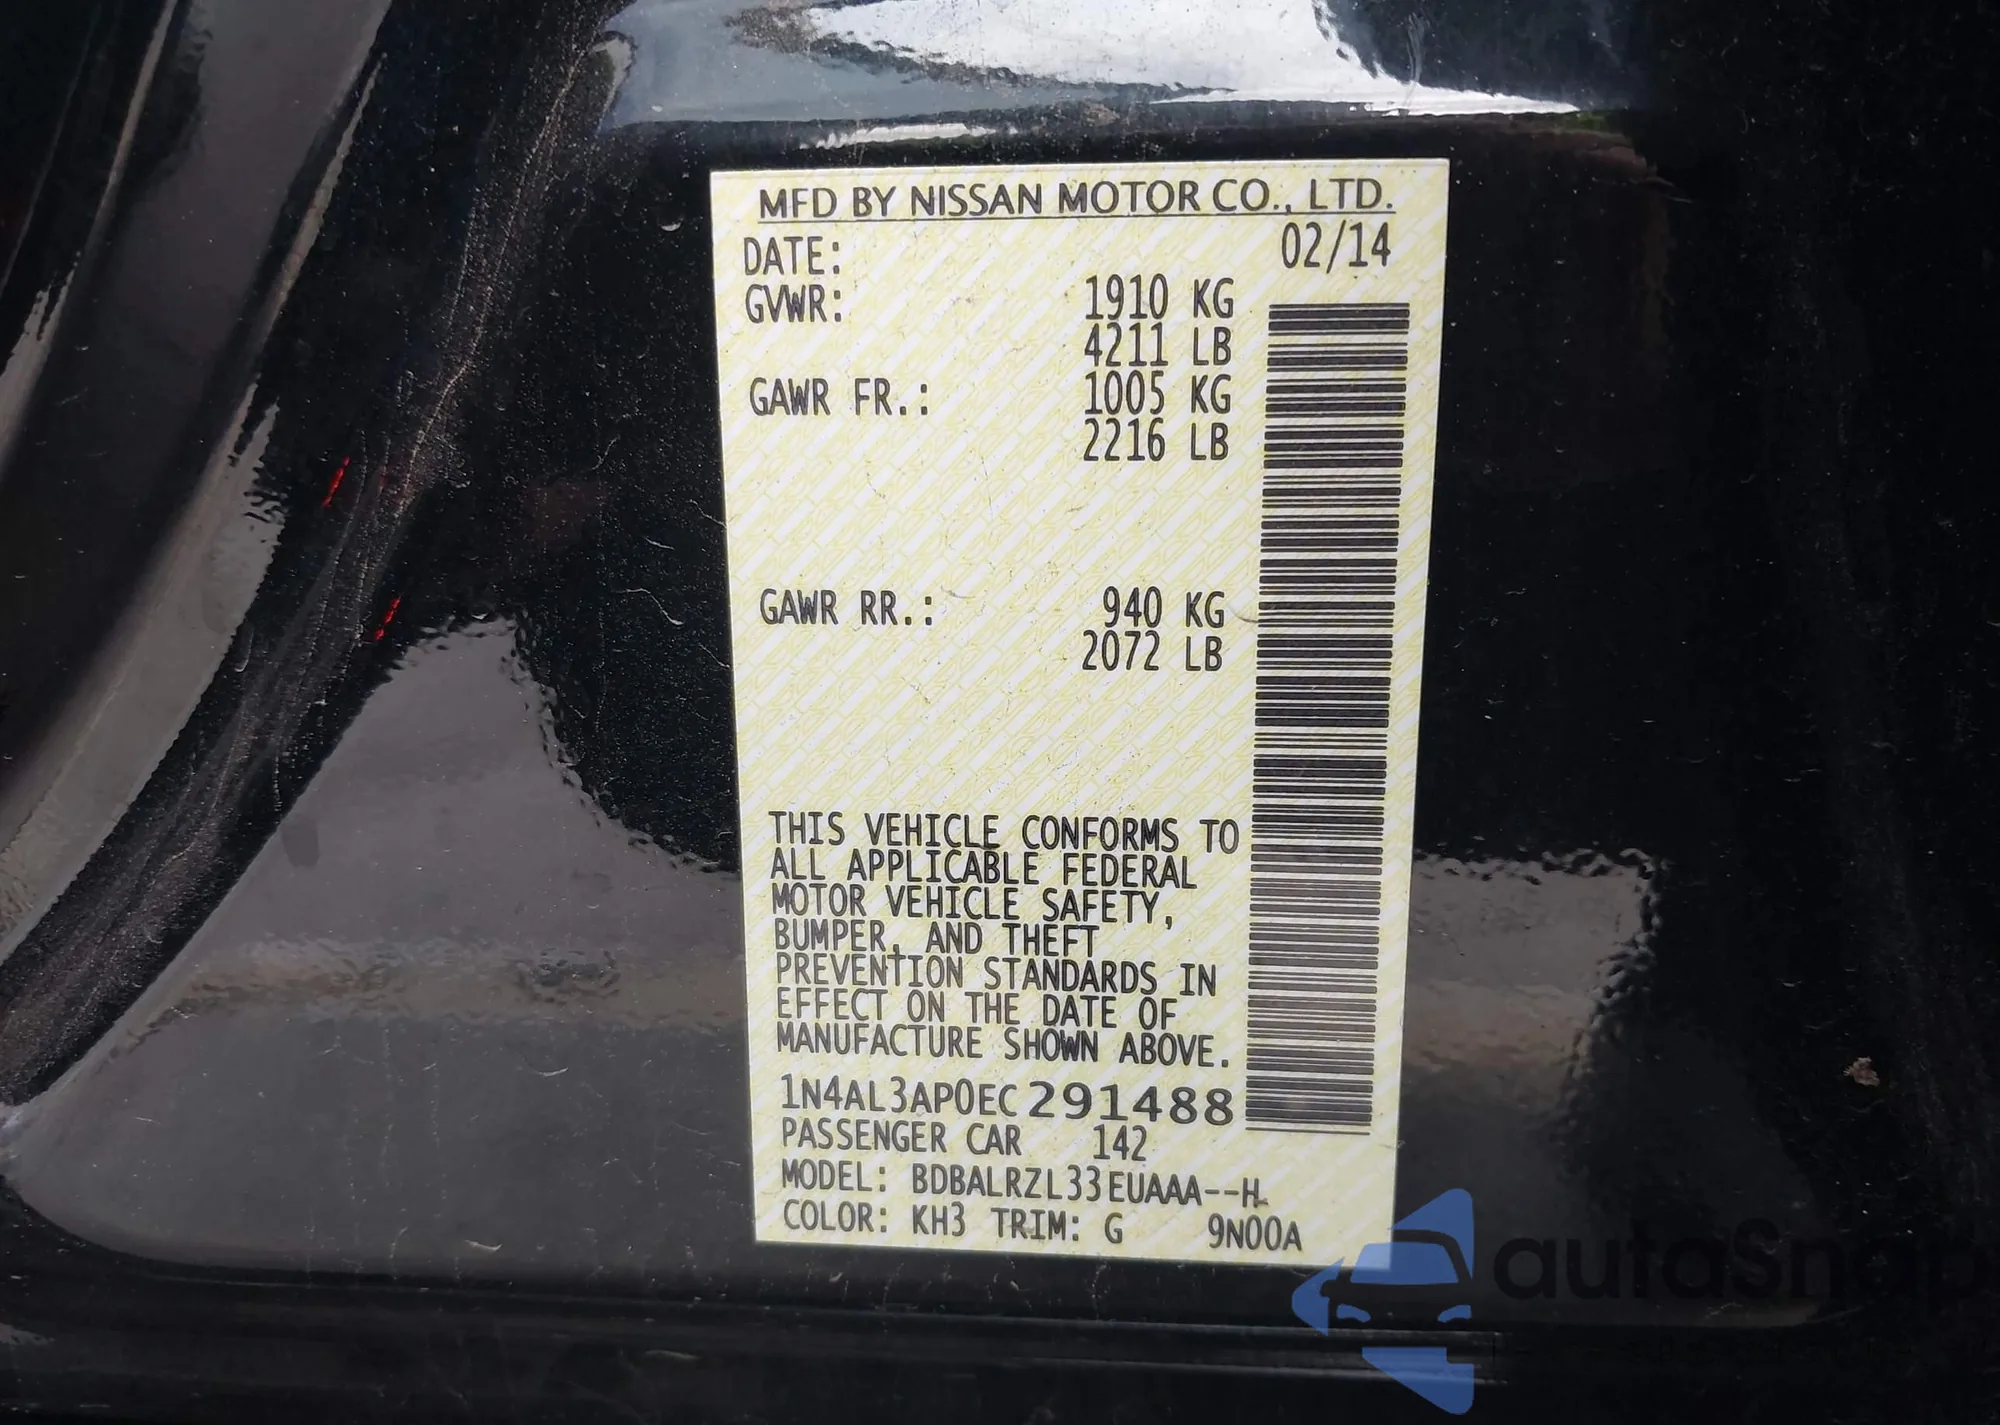 MFD BY NISSAN MOTOR CO., LTD.
DATE: 02/14
GVWR: 1910 KG
4211 LB
GAWR FR.: 1005 KG
2216 LB
GAWR RR.: 940 KG
2072 LB
THIS VEHICLE CONFORMS TO
ALL APPLICABLE FEDERAL
MOTOR VEHICLE SAFETY,
BUMPER, AND THEFT
PREVENTION STANDARDS IN
EFFECT ON THE DATE OF
MANUFACTURE SHOWN ABOVE.
1N4AL3AP0EC291488
PASSENGER CAR 142
MODEL: BDBALRZL33EUAAA--HL
COLOR: KH3 TRIM: G 9N00A
autaSnap